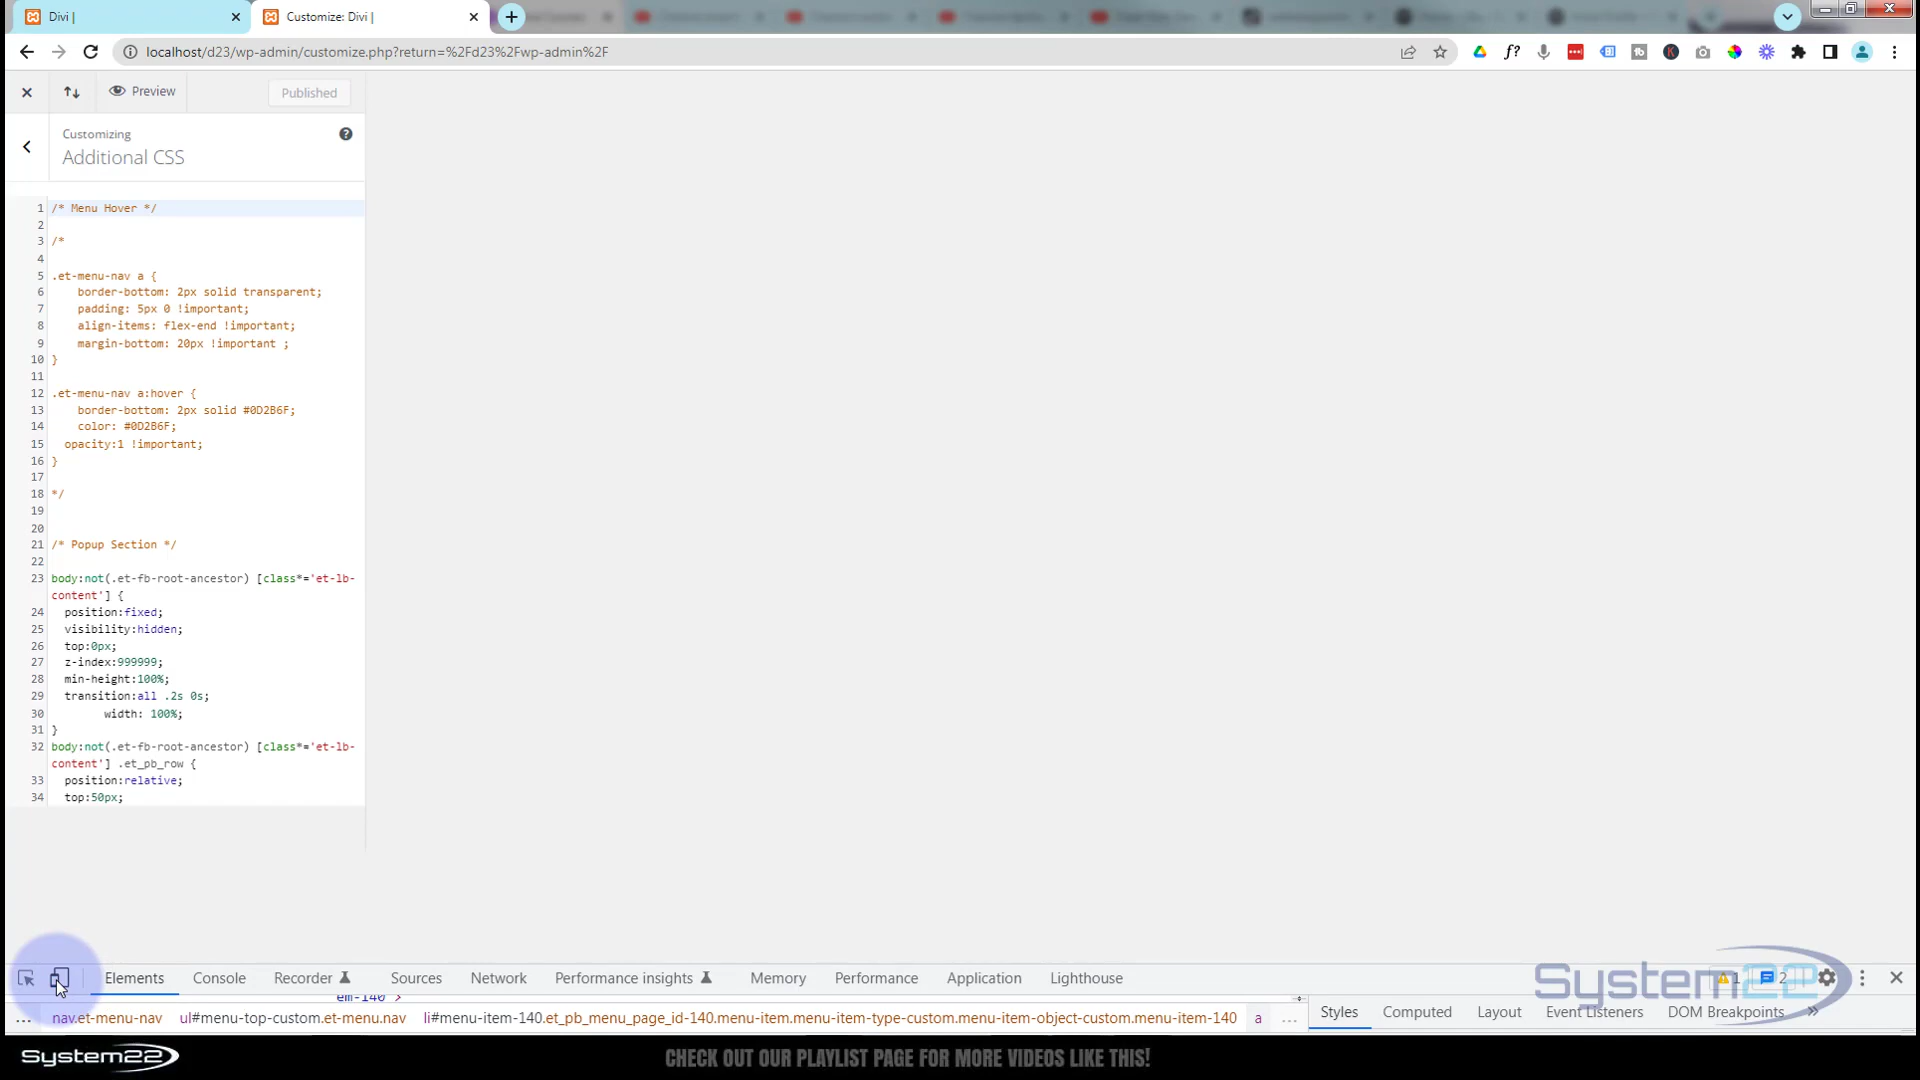 Divi |
Customize: Divi |
localhost/d23/wp-admin/customize.php?return=%2Fd23%2Fwp-admin%2F
Preview
Published
Customizing
Additional CSS
1 /* Menu Hover */
2
3 /*
4
5 .et-menu-nav a {
6 border-bottom: 2px solid transparent;
7 padding: 5px 0 !important;
8 align-items: flex-end !important;
9 margin-bottom: 20px !important ;
10 }
11
12 .et-menu-nav a:hover {
13 border-bottom: 2px solid #0D2B6F;
14 color: #0D2B6F;
15 opacity:1 !important;
16 }
17
18 */
19
20
21 /* Popup Section */
22
23 body:not(.et-fb-root-ancestor) [class*='et-lb-
content'] {
24 position:fixed;
25 visibility:hidden;
26 top:0px;
27 z-index:999999;
28 min-height:100%;
29 transition:all .2s 0s;
30 width: 100%;
31 }
32 body:not(.et-fb-root-ancestor) [class*='et-lb-
content'] .et_pb_row {
33 position:relative;
34 top:50px;
Elements Console Recorder Sources Network Performance insights Memory Performance Application Lighthouse 1 2
em-140 >
... nav.et-menu-nav ul#menu-top-custom.et-menu.nav li#menu-item-140.et_pb_menu_page_id-140.menu-item.menu-item-type-custom.menu-item-object-custom.menu-item-140 a ... Styles Computed Layout Event Listeners DOM Breakpoints »
System22
System22
CHECK OUT OUR PLAYLIST PAGE FOR MORE VIDEOS LIKE THIS!